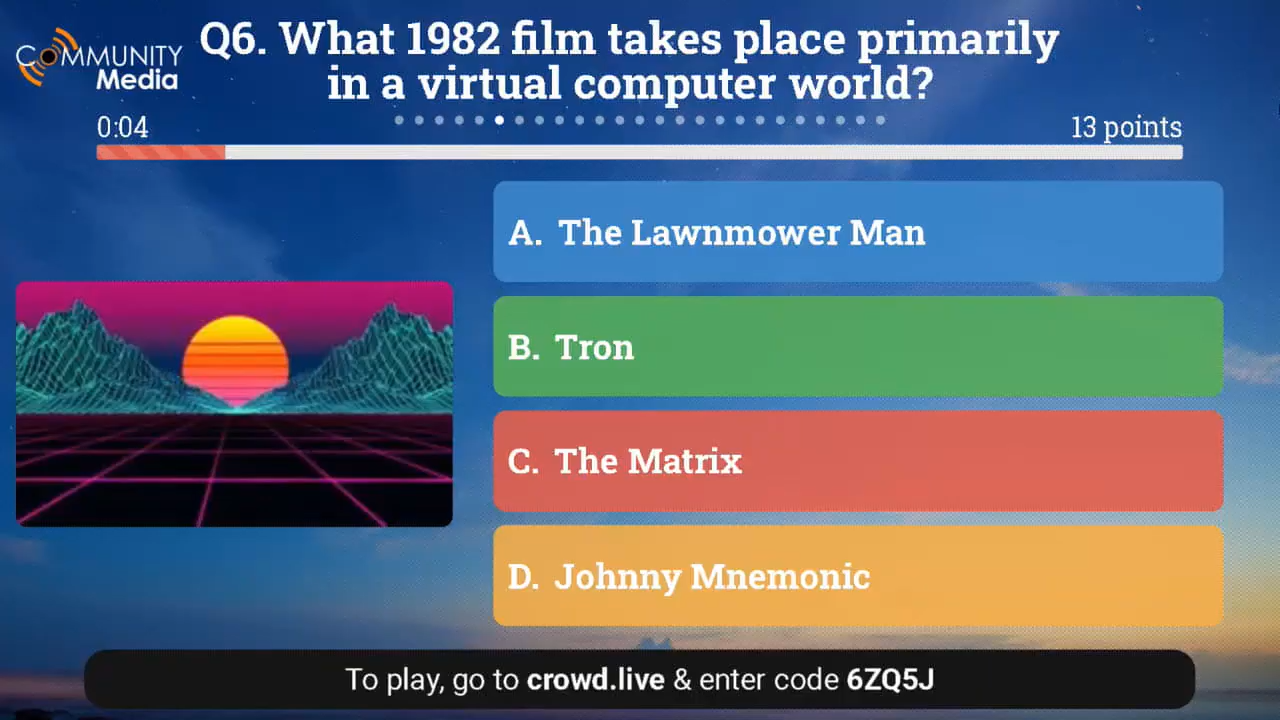 COMMUNITY
Media
Q6. What 1982 film takes place primarily
in a virtual computer world?
0:04
13 points
A. The Lawnmower Man
B. Tron
C. The Matrix
D. Johnny Mnemonic
To play, go to crowd.live & enter code 6ZQ5J